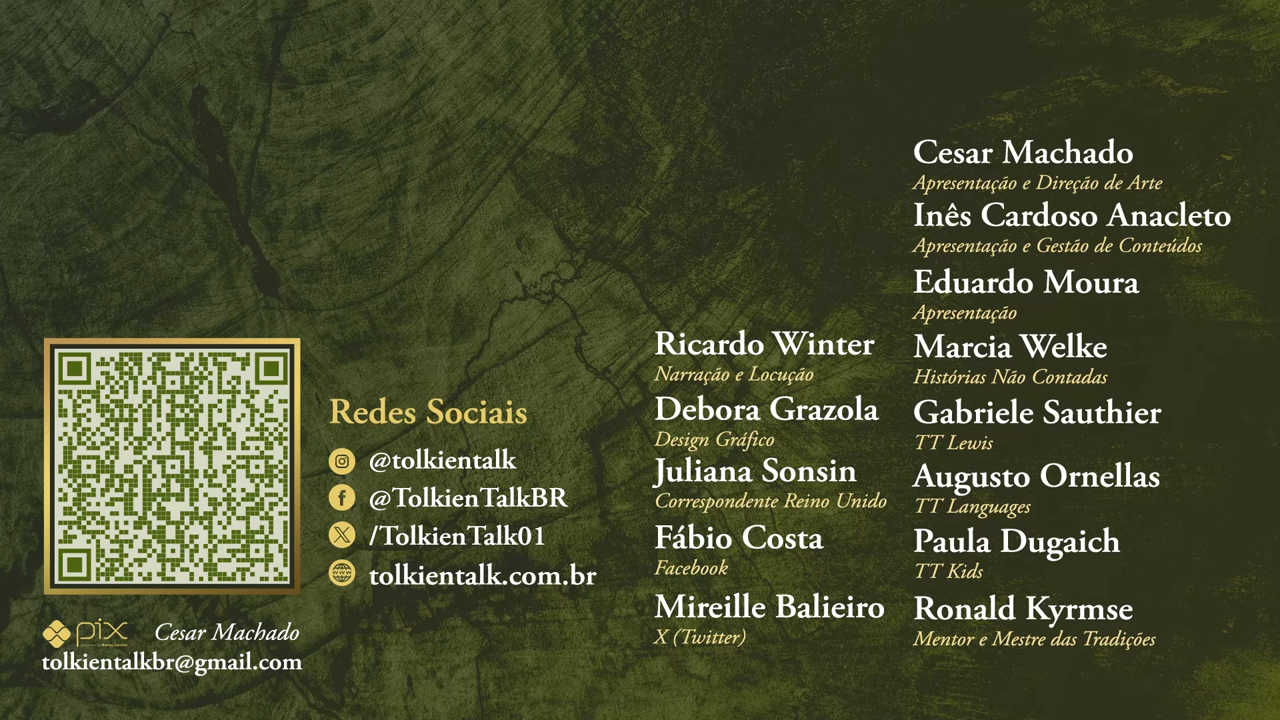 Cesar Machado
Apresentação e Direção de Arte
Inês Cardoso Anacleto
Apresentação e Gestão de Conteúdos
Eduardo Moura
Apresentação
Marcia Welke
Histórias Não Contadas
Gabriele Sauthier
TT Lewis
Augusto Ornellas
TT Languages
Paula Dugaich
TT Kids
Ronald Kyrmse
Mentor e Mestre das Tradições
Ricardo Winter
Narração e Locução
Debora Grazola
Design Gráfico
Juliana Sonsin
Correspondente Reino Unido
Fábio Costa
Facebook
Mireille Balieiro
X (Twitter)
Redes Sociais
@tolkientalk
@TolkienTalkBR
/TolkienTalk01
tolkientalk.com.br
pix Cesar Machado
tolkientalkbr@gmail.com